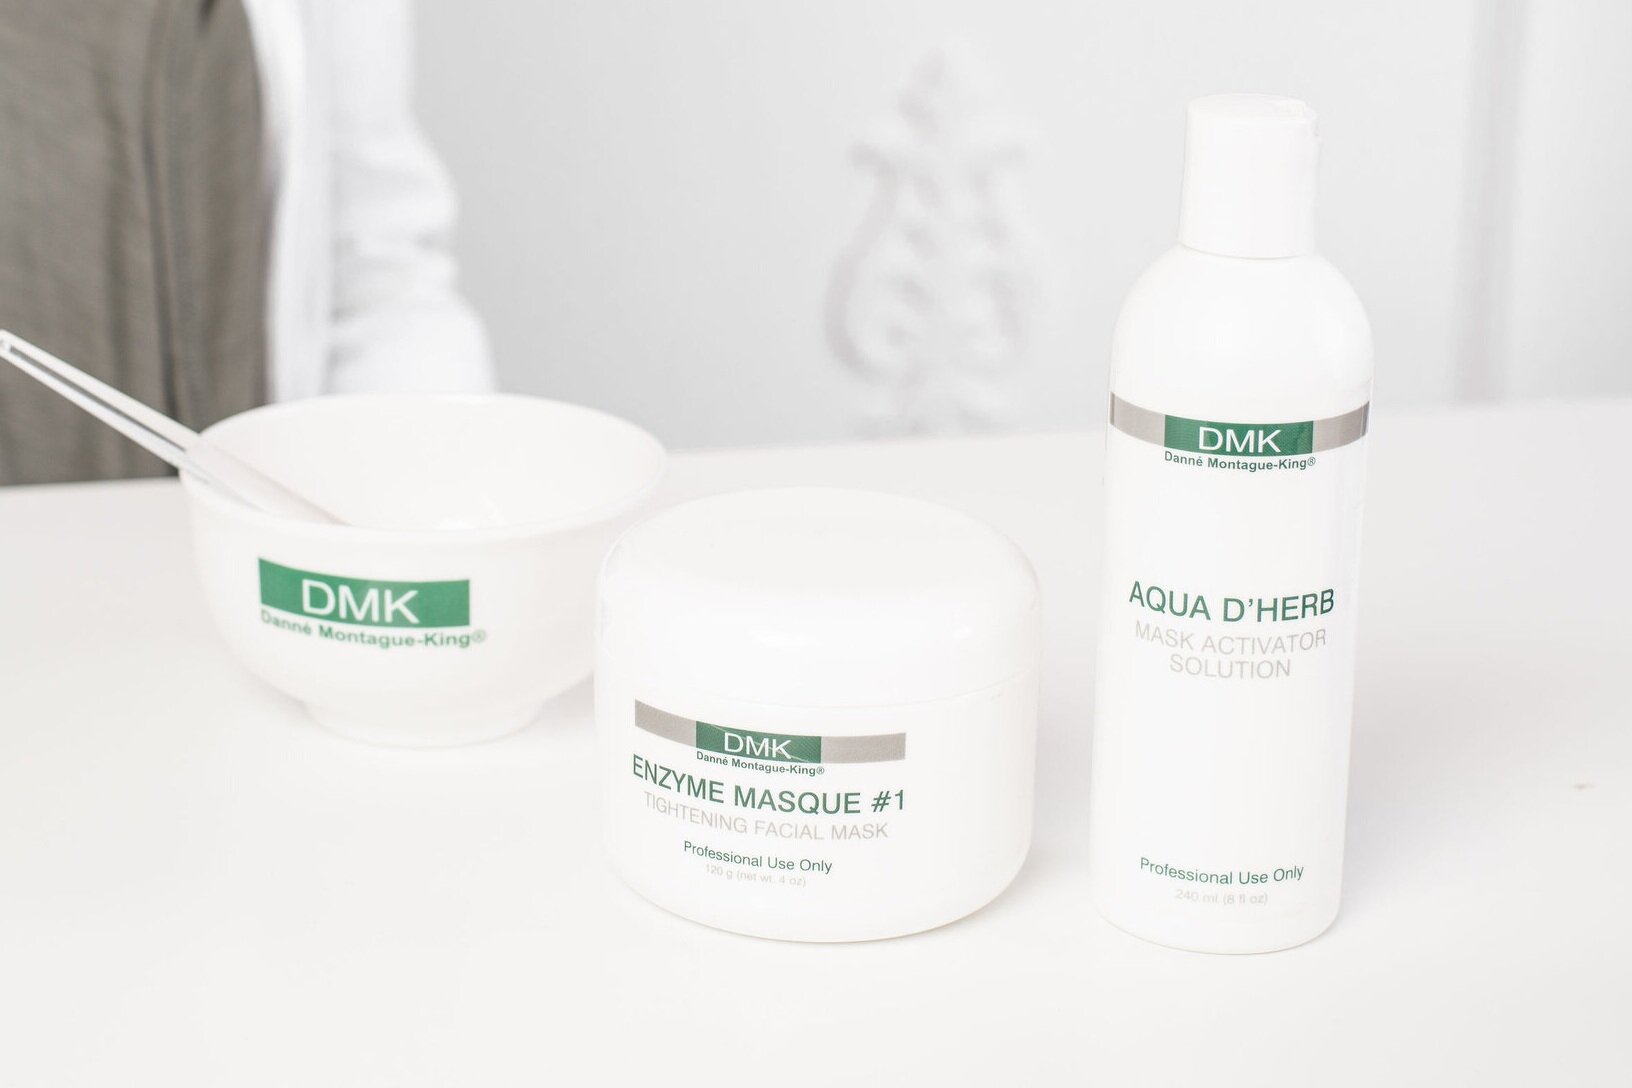 DMK
Danné Montague-King®
DMK
Danné Montague-King®
ENZYME MASQUE #1
TIGHTENING FACIAL MASK
Professional Use Only
120 g (net wt. 4 oz)
DMK
Danné Montague-King®
AQUA D'HERB
MASK ACTIVATOR
SOLUTION
Professional Use Only
240 ml (8 fl oz)